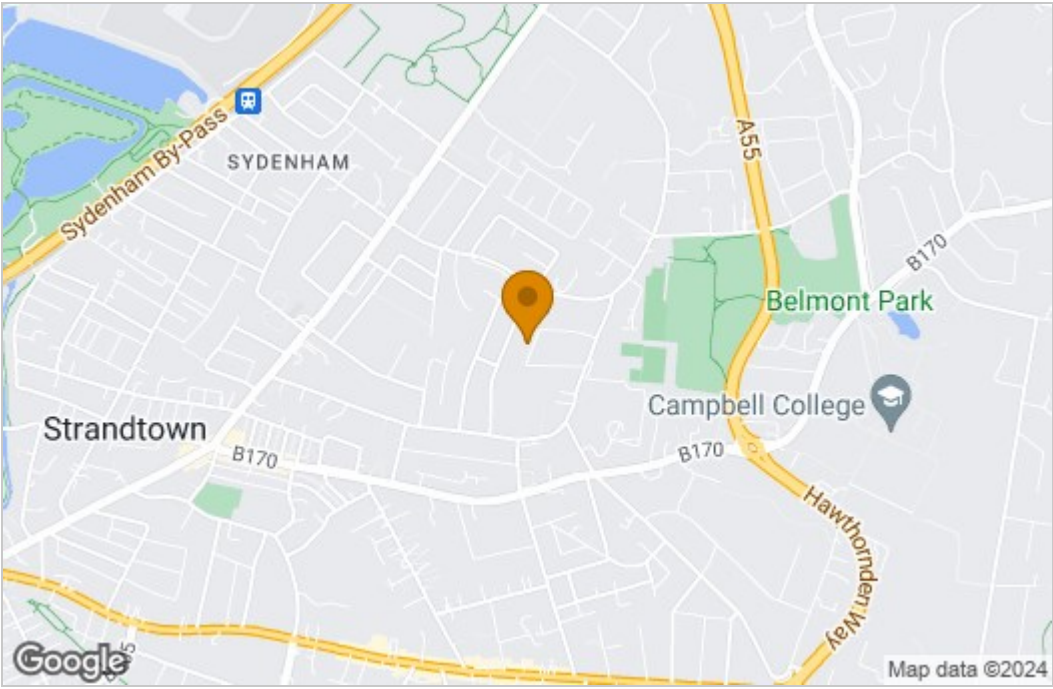 Sydenham By-Pass
SYDENHAM
A55
B170
Belmont Park
Campbell College
Strandtown
B170
B170
Hawthornden Way
Google
Map data ©2024